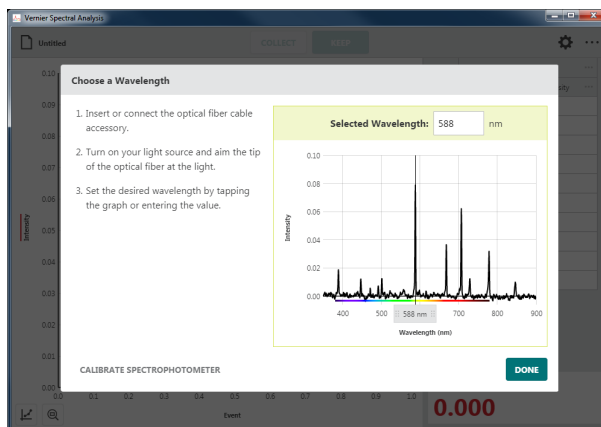 Vernier Spectral Analysis
Untitled
COLLECT
KEEP
Choose a Wavelength
1. Insert or connect the optical fiber cable
accessory.
2. Turn on your light source and aim the tip
of the optical fiber at the light.
3. Set the desired wavelength by tapping
the graph or entering the value.
Selected Wavelength: 588 nm
0.10
0.08
0.06
0.04
0.02
0.00
Intensity
400 500 588 nm 700 800 900
Wavelength (nm)
CALIBRATE SPECTROPHOTOMETER
DONE
0.10
0.09
0.08
0.07
0.06
0.05
0.04
0.03
0.02
0.01
0.00
Intensity
0.0 0.1 0.2 0.3 0.4 0.5 0.6 0.7 0.8 0.9 1.0
Event
0.000